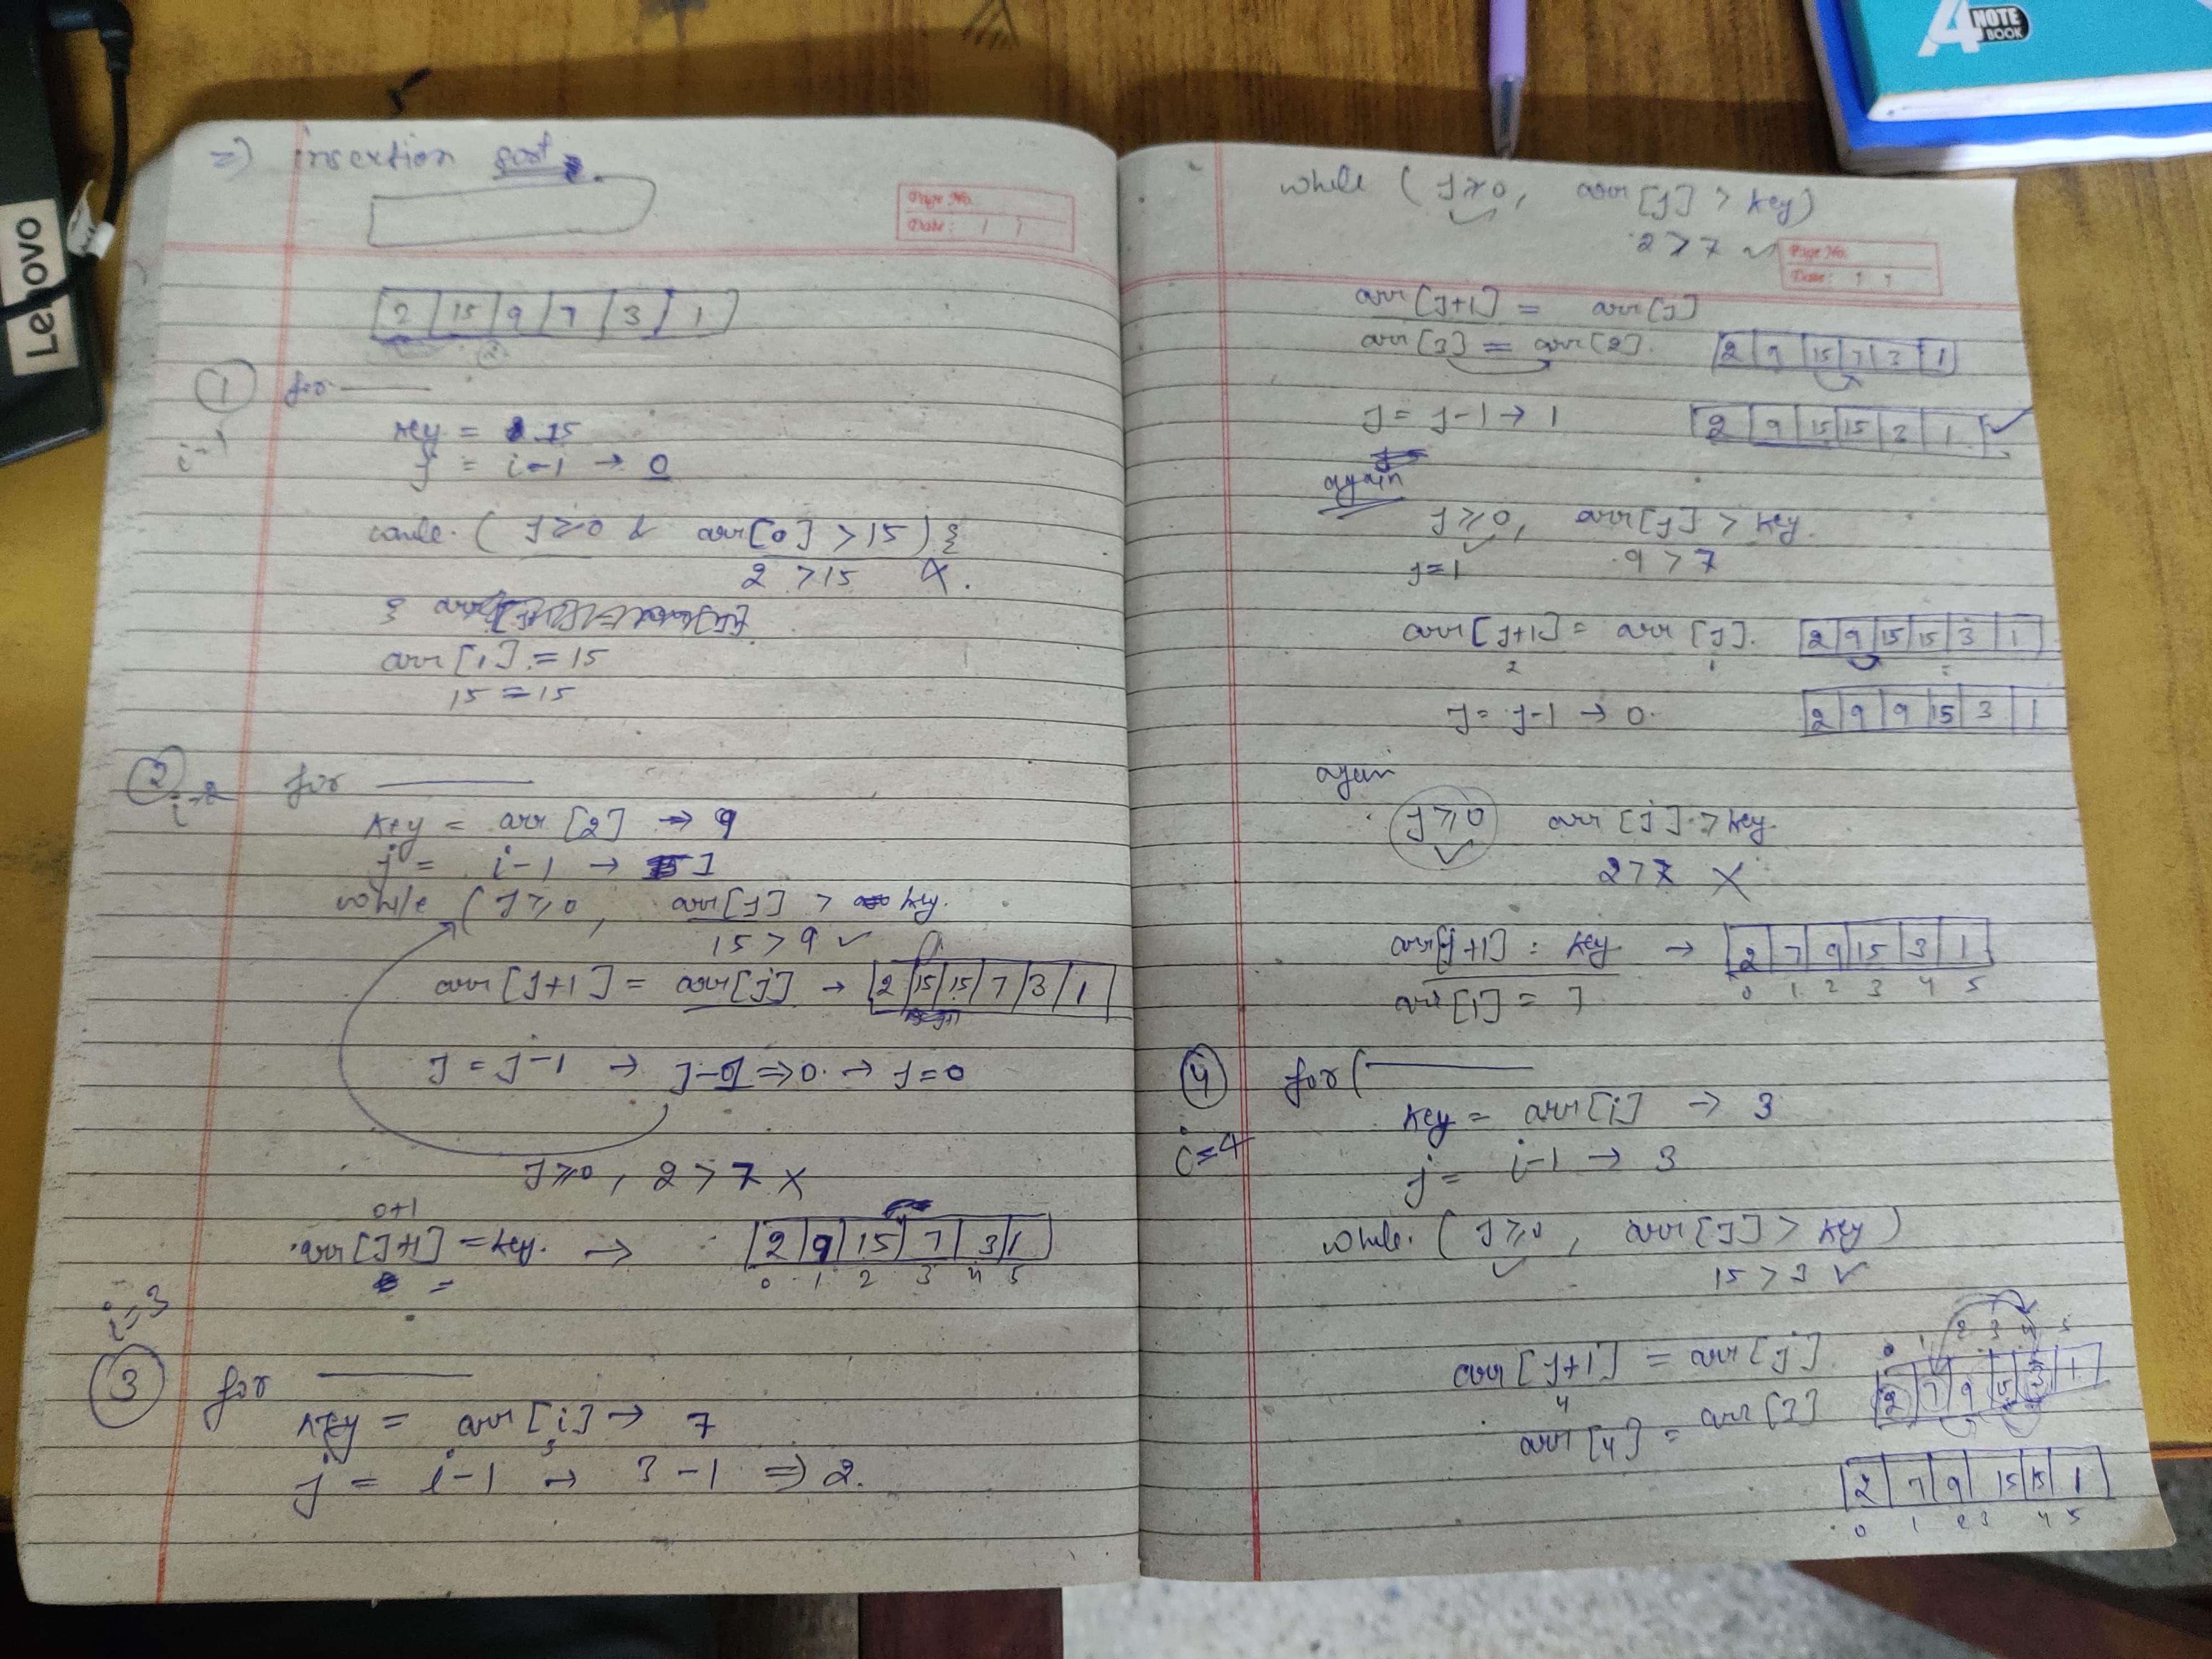 Lenovo
A4 NOTE BOOK
=) insertion sort
Page No.
Date:
2 15 9 7 3 1
① for
i=1
key = 15
j = i-1 → 0
while (J≥0 & arr[0] > 15) {
2 > 15 X.
}
arr[1] = 15
15 = 15
② for
i=2
key = arr[2] → 9
j = i-1 → 1
while (J≥0, arr[J] > key.
15 > 9 ✓
arr[J+1] = arr[j] → 2 15 15 7 3 1
J = J-1 → ⇒ 0. → J=0
J≥0, 2 > 7 X
0+1
arr[J+1] = key. → 2 9 15 7 3 1
=
0 1 2 3 4 5
i=3
③ for
key = arr[i] → 7
3
j = i-1 → 3-1 ⇒ 2.
while (J≥0, arr[J] > key)
✓
2 > 7 ✓
Page No.
Date:
arr[J+1] = arr[J]
arr[3] = arr[2]. 2 9 15 7 3 1
J = J-1 → 1 2 9 15 15 3 1 ✓
again
J≥0, arr[J] > key.
✓
J=1 9 > 7
arr[J+1] = arr[J]. 2 9 15 15 3 1
2 1
J = J-1 → 0. 2 9 9 15 3 1
again
J≥0 arr[J] > key.
✓
2 > 7 X
arr[J+1] = key → 2 7 9 15 3 1
arr[1] = 7 0 1 2 3 4 5
④ for (
i=4
key = arr[i] → 3
j = i-1 → 3
while (J≥0, arr[J] > key)
✓
15 > 3 ✓
0 1 2 3 4 5
arr[J+1] = arr[J]. 2 7 9 15 3 1
4
arr[4] = arr[3]
2 7 9 15 15 1
0 1 2 3 4 5